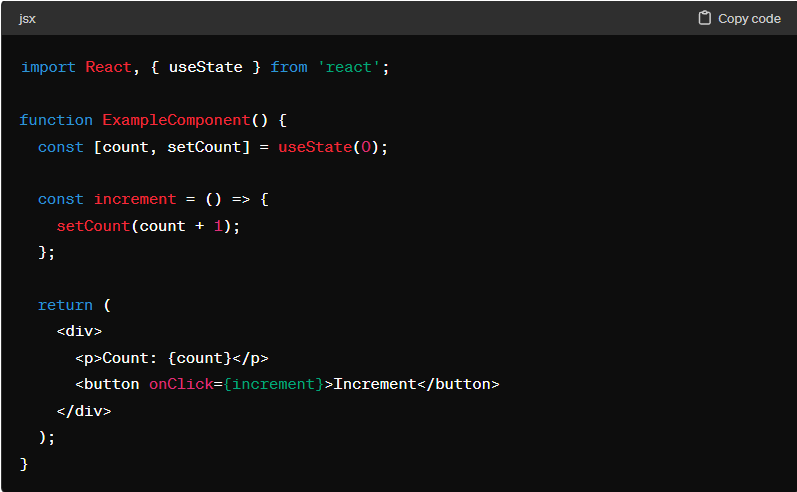 jsx
Copy code
import React, { useState } from 'react';
function ExampleComponent() {
  const [count, setCount] = useState(0);
  const increment = () => {
    setCount(count + 1);
  };
  return (
    <div>
      <p>Count: {count}</p>
      <button onClick={increment}>Increment</button>
    </div>
  );
}